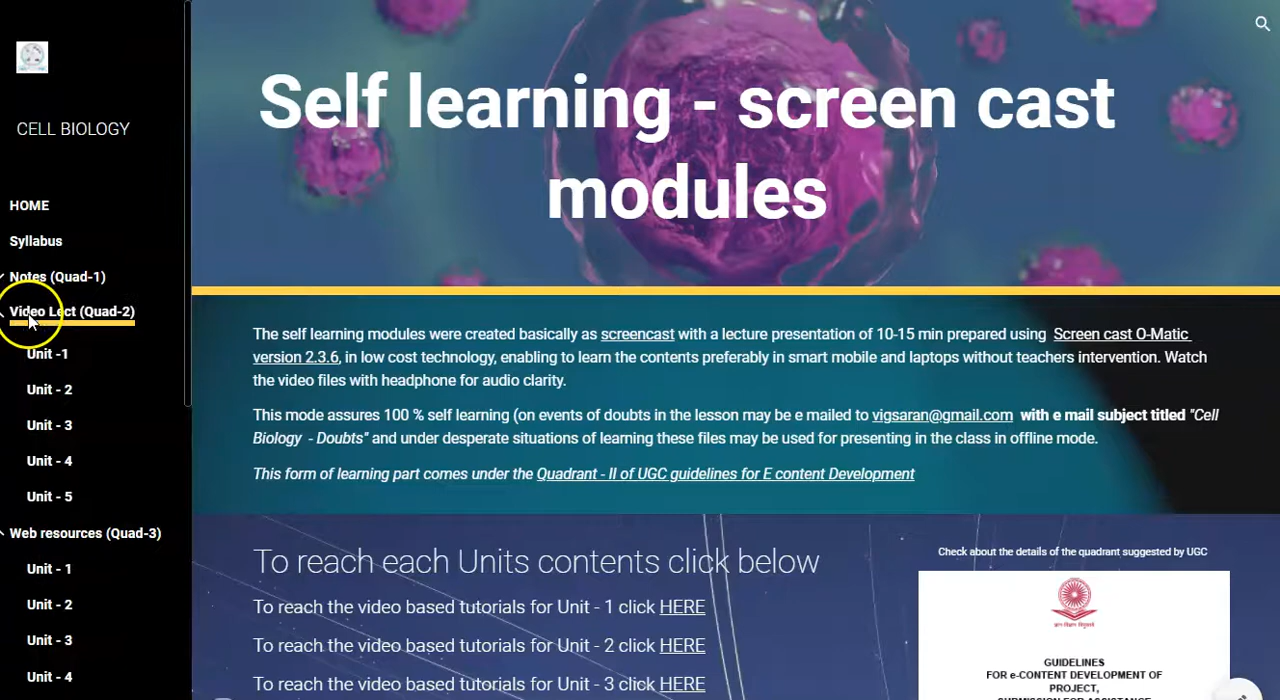 CELL BIOLOGY
HOME
Syllabus
Notes (Quad-1)
Video Lect (Quad-2)
Unit -1
Unit - 2
Unit - 3
Unit - 4
Unit - 5
Web resources (Quad-3)
Unit - 1
Unit - 2
Unit - 3
Unit - 4
Self learning - screen cast
modules
The self learning modules were created basically as screencast with a lecture presentation of 10-15 min prepared using Screen cast O-Matic
version 2.3.6, in low cost technology, enabling to learn the contents preferably in smart mobile and laptops without teachers intervention. Watch
the video files with headphone for audio clarity.
This mode assures 100 % self learning (on events of doubts in the lesson may be e mailed to vigsaran@gmail.com with e mail subject titled "Cell
Biology - Doubts" and under desperate situations of learning these files may be used for presenting in the class in offline mode.
This form of learning part comes under the Quadrant - II of UGC guidelines for E content Development
To reach each Units contents click below
To reach the video based tutorials for Unit - 1 click HERE
To reach the video based tutorials for Unit - 2 click HERE
To reach the video based tutorials for Unit - 3 click HERE
Check about the details of the quadrant suggested by UGC
GUIDELINES
FOR e-CONTENT DEVELOPMENT OF
PROJECT,
SUBMISSION FOR ASSISTANCE